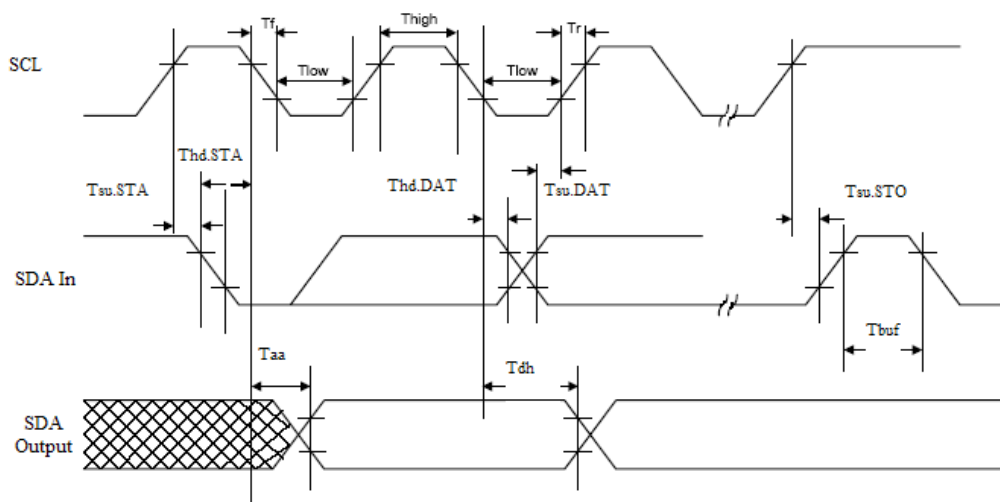 Tf
Thigh
Tr
SCL
Tlow
Tlow
Thd.STA
Thd.DAT
Tsu.STA
Tsu.DAT
Tsu.STO
SDA In
Tbuf
Taa
Tdh
SDA
Output